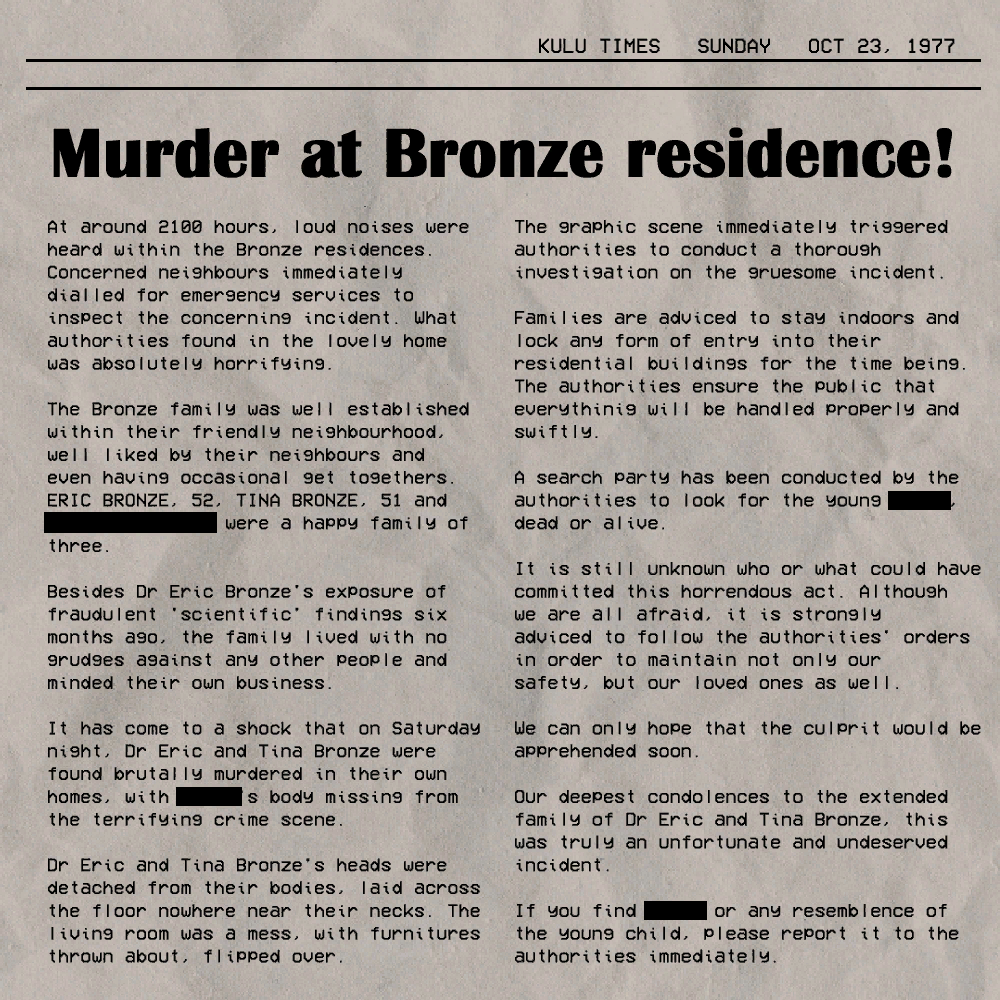 KULU TIMES SUNDAY OCT 23, 1977
Murder at Bronze residence!
At around 2100 hours, loud noises were
heard within the Bronze residences.
Concerned neighbours immediately
dialled for emergency services to
inspect the concerning incident. What
authorities found in the lovely home
was absolutely horrifying.
The Bronze family was well established
within their friendly neighbourhood,
well liked by their neighbours and
even having occasional get togethers.
ERIC BRONZE, 52, TINA BRONZE, 51 and
were a happy family of
three.
Besides Dr Eric Bronze's exposure of
fraudulent 'scientific' findings six
months ago, the family lived with no
grudges against any other people and
minded their own business.
It has come to a shock that on Saturday
night, Dr Eric and Tina Bronze were
found brutally murdered in their own
homes, with s body missing from
the terrifying crime scene.
Dr Eric and Tina Bronze's heads were
detached from their bodies, laid across
the floor nowhere near their necks. The
living room was a mess, with furnitures
thrown about, flipped over.
The graphic scene immediately triggered
authorities to conduct a thorough
investigation on the gruesome incident.
Families are adviced to stay indoors and
lock any form of entry into their
residential buildings for the time being.
The authorities ensure the public that
everythinig will be handled properly and
swiftly.
A search party has been conducted by the
authorities to look for the young ,
dead or alive.
It is still unknown who or what could have
committed this horrendous act. Although
we are all afraid, it is strongly
adviced to follow the authorities' orders
in order to maintain not only our
safety, but our loved ones as well.
We can only hope that the culprit would be
apprehended soon.
Our deepest condolences to the extended
family of Dr Eric and Tina Bronze, this
was truly an unfortunate and undeserved
incident.
If you find or any resemblence of
the young child, please report it to the
authorities immediately.